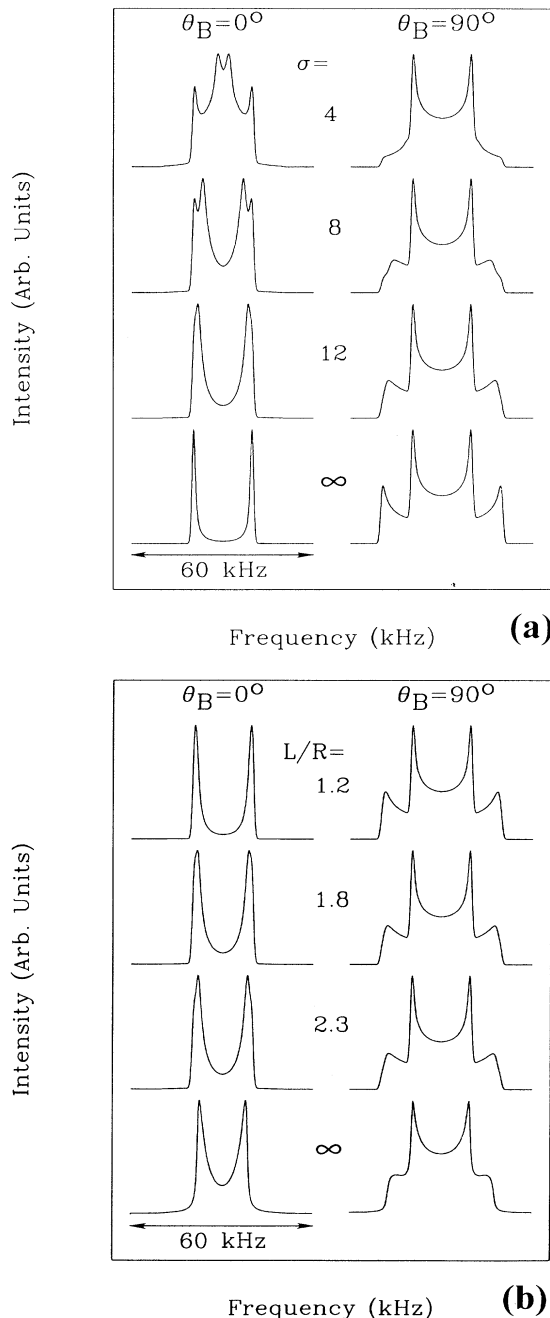 θB=0° θB=90°
σ=
4
8
12
∞
60 kHz
Intensity (Arb. Units)
Frequency (kHz)
(a)
θB=0° θB=90°
L/R=
1.2
1.8
2.3
∞
60 kHz
Intensity (Arb. Units)
Frequency (kHz)
(b)